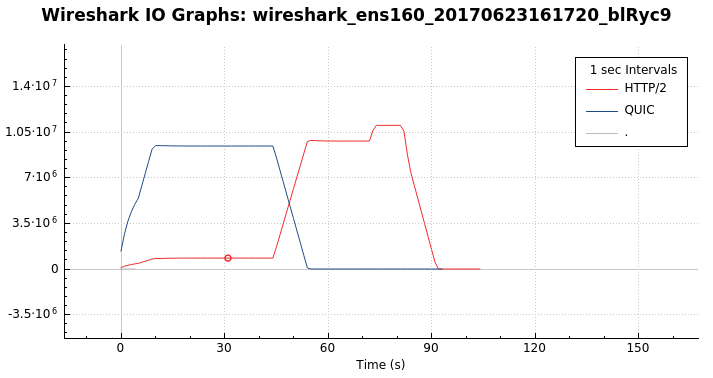 Wireshark IO Graphs: wireshark_ens160_20170623161720_blRyc9
1 sec Intervals
HTTP/2
QUIC
.
1.4·10^7
1.05·10^7
7·10^6
3.5·10^6
0
-3.5·10^6
0 30 60 90 120 150
Time (s)